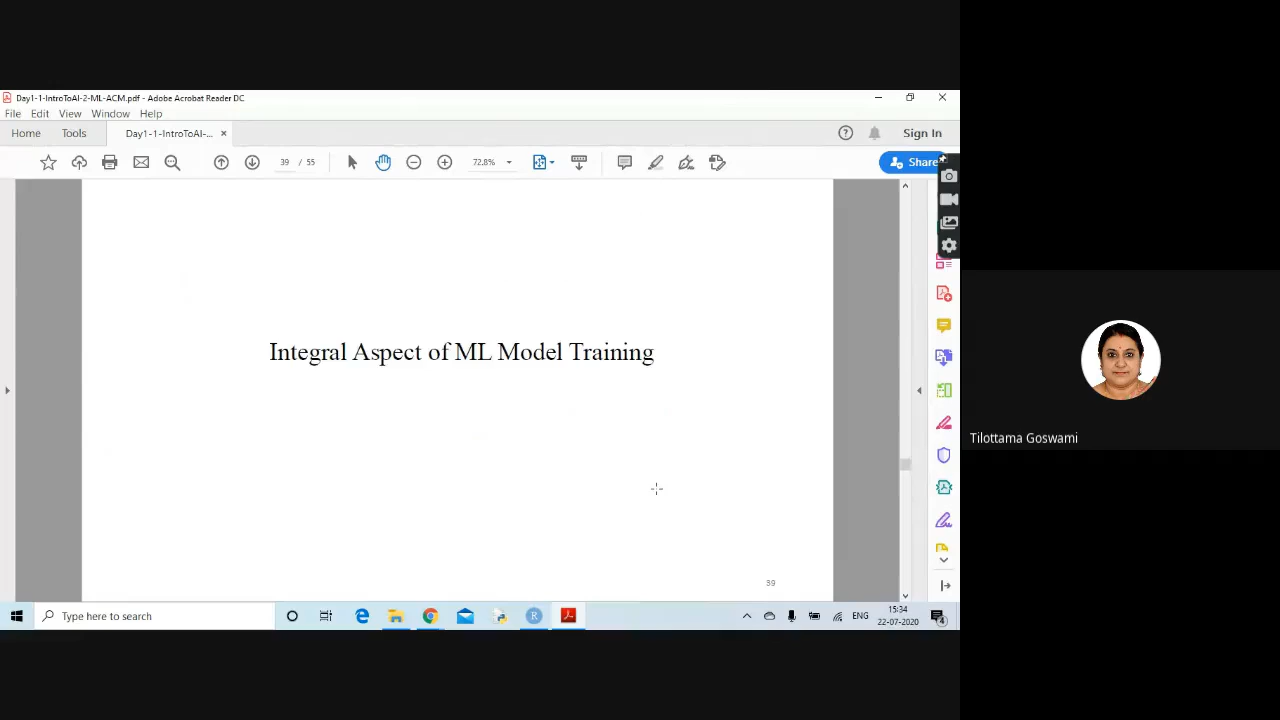 Day1-1-IntroToAI-2-ML-ACM.pdf - Adobe Acrobat Reader DC
File Edit View Window Help
Home Tools Day1-1-IntroToAI-... × Sign In
39 / 55 72.8% Share
Integral Aspect of ML Model Training
39
Tilottama Goswami
Type here to search
ENG
15:34
22-07-2020
4